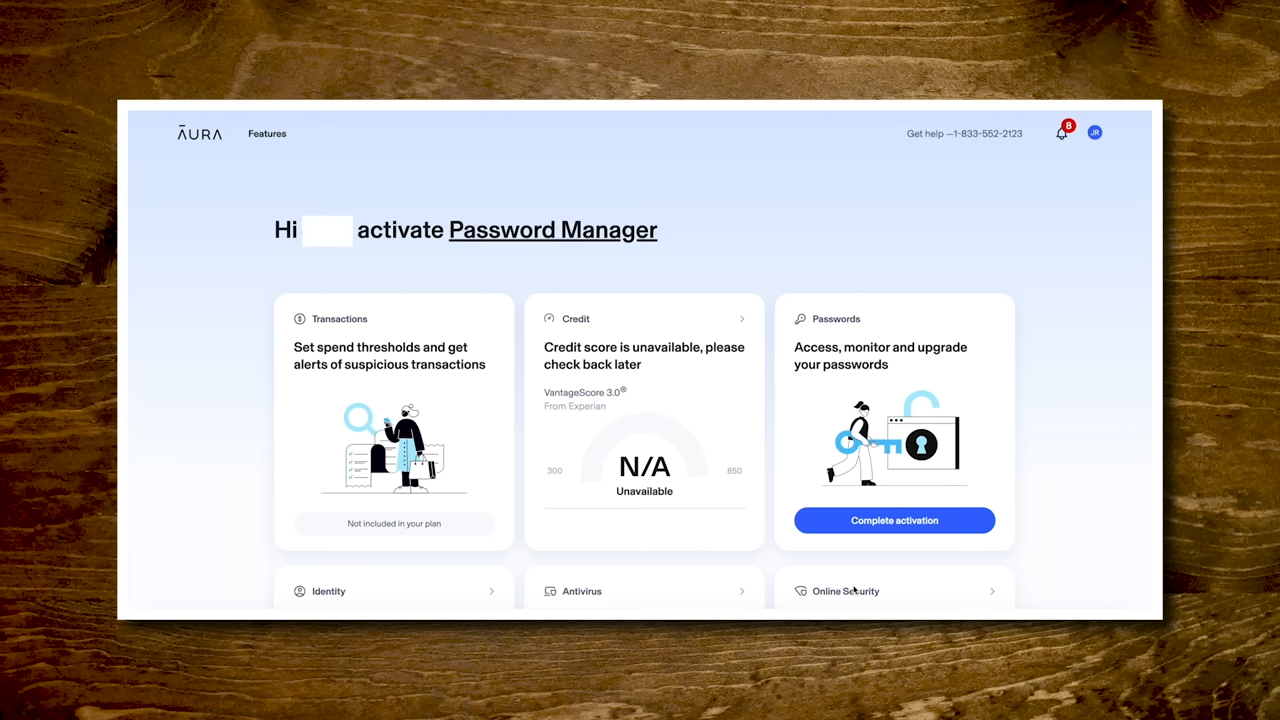 ĀURA
Features
Get help —1-833-552-2123
8
JR
Hi activate Password Manager
Transactions
Set spend thresholds and get
alerts of suspicious transactions
Not included in your plan
Credit
Credit score is unavailable, please
check back later
VantageScore 3.0®
From Experian
300
N/A
850
Unavailable
Passwords
Access, monitor and upgrade
your passwords
Complete activation
Identity
Antivirus
Online Security